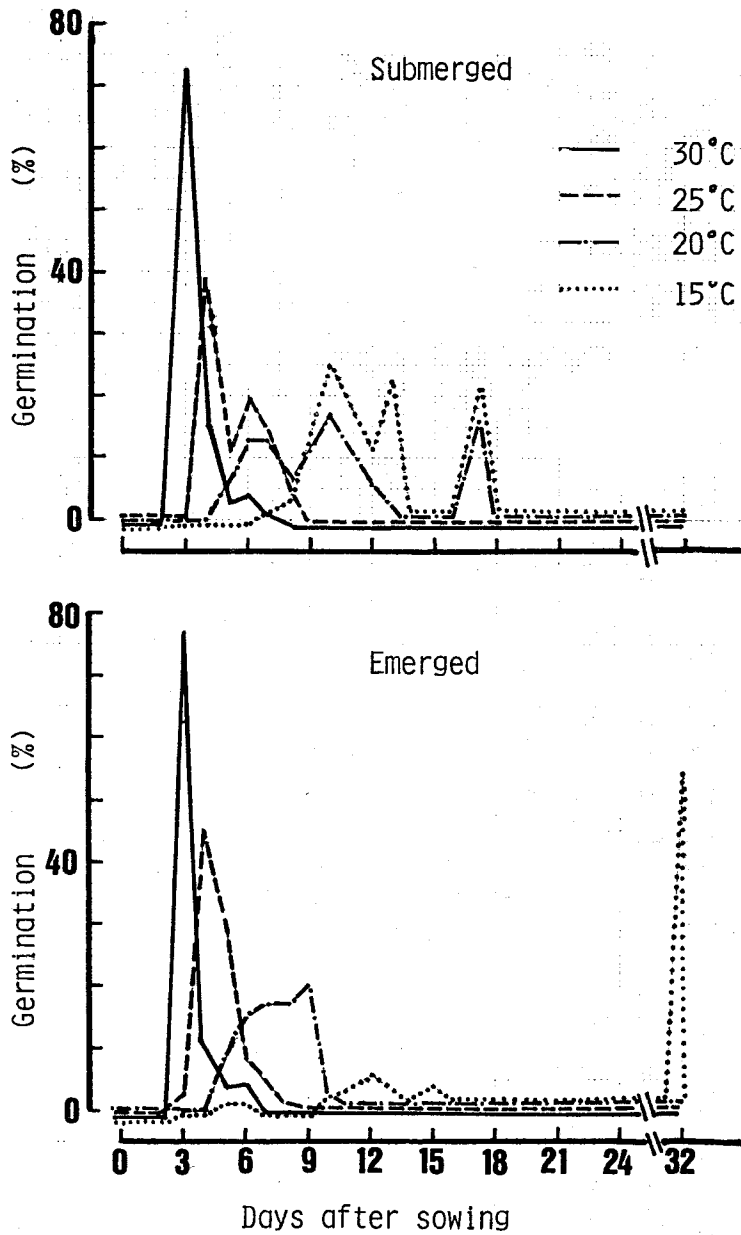 80
Submerged
30°C
25°C
20°C
15°C
40
0
Germination (%)
80
Emerged
40
0
Germination (%)
0 3 6 9 12 15 18 21 24 32
Days after sowing